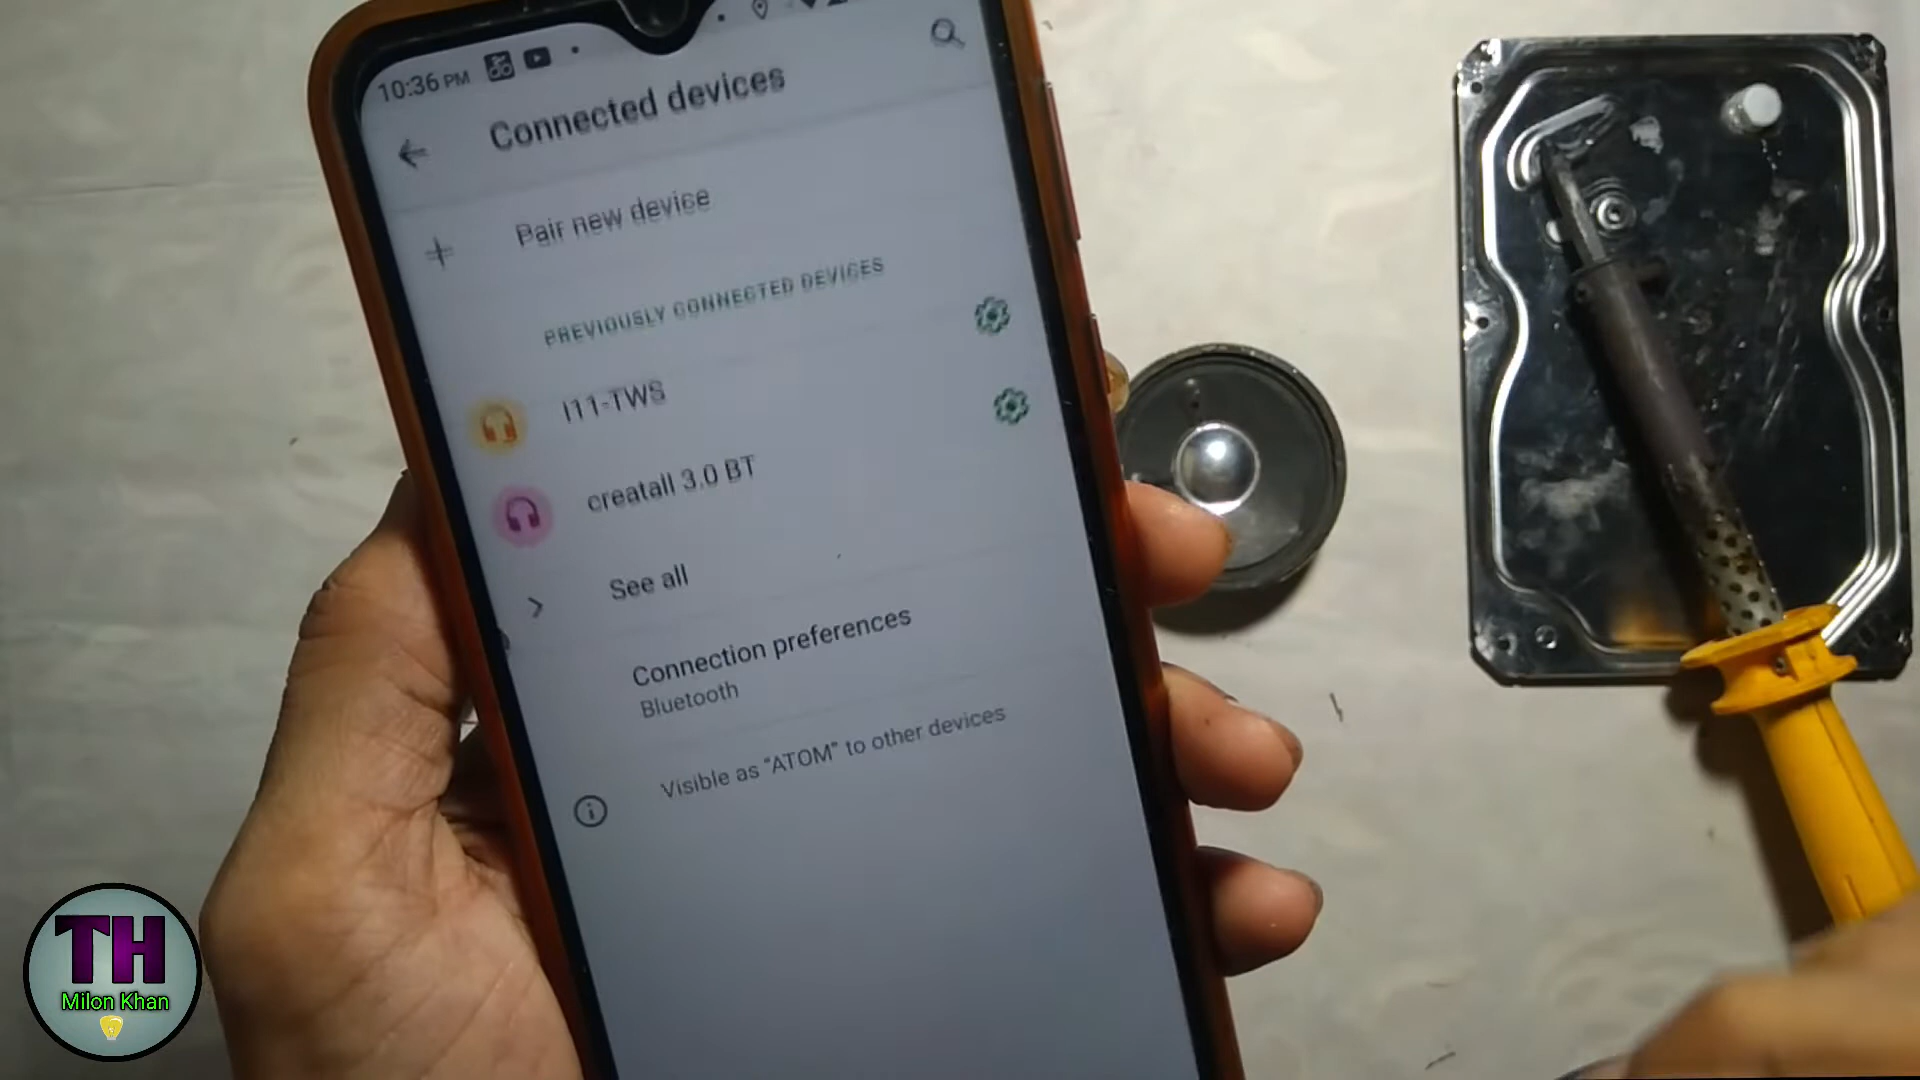 10:36 PM
Connected devices
Pair new device
PREVIOUSLY CONNECTED DEVICES
I11-TWS
creatall 3.0 BT
See all
Connection preferences
Bluetooth
Visible as “ATOM” to other devices
TH
Milon Khan